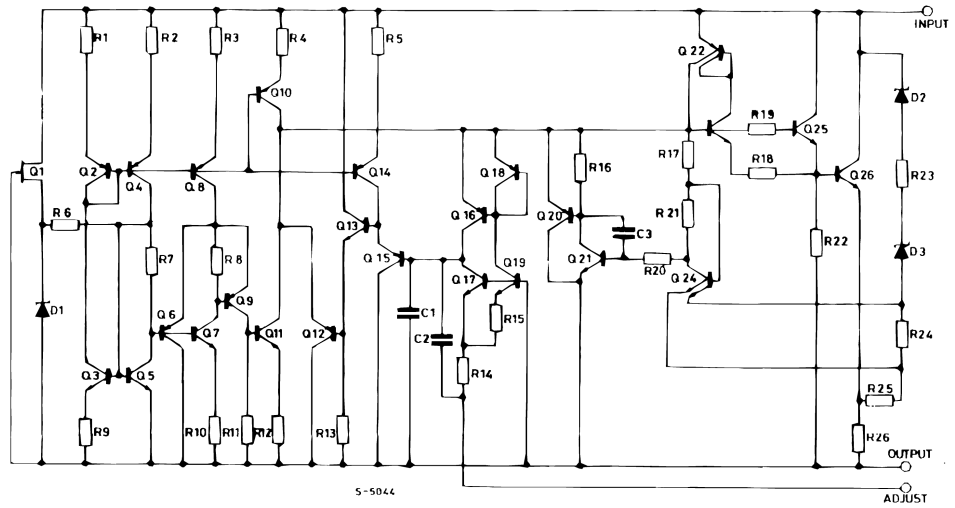 INPUT
R1 R2 R3 R4 R5
Q22
Q10
D2
R19 Q25
R17 R18
Q1 Q2 Q4 Q8 Q14 Q18 R16 Q26 R23
R6 Q13 Q16 Q20 R21 R22
C3
R7 R8 Q15 Q17 Q19 Q21 R20 Q24 D3
D1 Q6 Q9 C1 R15
Q7 Q11 Q12 C2 R24
Q3 Q5 R14
R25
R9 R10 R11 R12 R13 R26
OUTPUT
S-5044
ADJUST